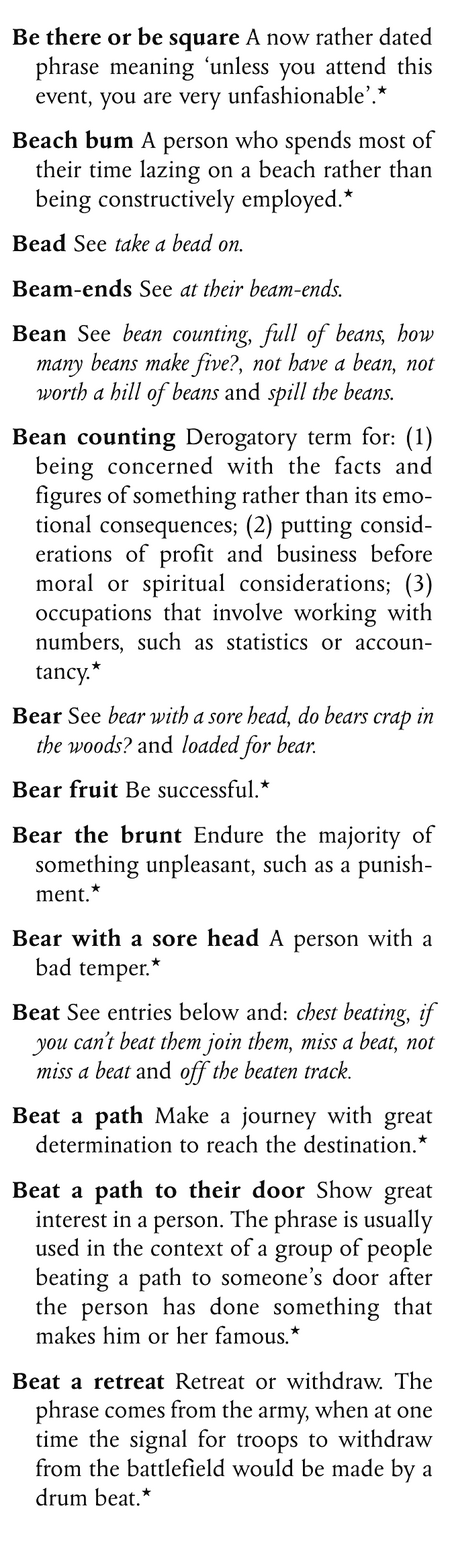 Be there or be square A now rather dated
phrase meaning ‘unless you attend this
event, you are very unfashionable’.★
Beach bum A person who spends most of
their time lazing on a beach rather than
being constructively employed.★
Bead See take a bead on.
Beam-ends See at their beam-ends.
Bean See bean counting, full of beans, how
many beans make five?, not have a bean, not
worth a hill of beans and spill the beans.
Bean counting Derogatory term for: (1)
being concerned with the facts and
figures of something rather than its emo-
tional consequences; (2) putting consid-
erations of profit and business before
moral or spiritual considerations; (3)
occupations that involve working with
numbers, such as statistics or accoun-
tancy.★
Bear See bear with a sore head, do bears crap in
the woods? and loaded for bear.
Bear fruit Be successful.★
Bear the brunt Endure the majority of
something unpleasant, such as a punish-
ment.★
Bear with a sore head A person with a
bad temper.★
Beat See entries below and: chest beating, if
you can’t beat them join them, miss a beat, not
miss a beat and off the beaten track.
Beat a path Make a journey with great
determination to reach the destination.★
Beat a path to their door Show great
interest in a person. The phrase is usually
used in the context of a group of people
beating a path to someone’s door after
the person has done something that
makes him or her famous.★
Beat a retreat Retreat or withdraw. The
phrase comes from the army, when at one
time the signal for troops to withdraw
from the battlefield would be made by a
drum beat.★